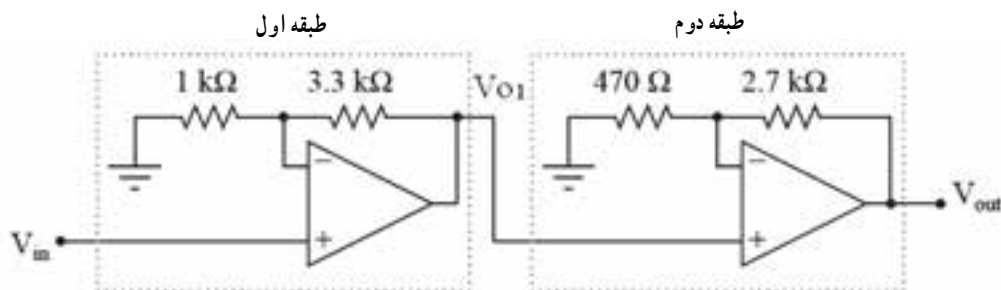 طبقه اول
طبقه دوم
1 kΩ
3.3 kΩ
VO1
470 Ω
2.7 kΩ
−
+
−
+
Vin
Vout